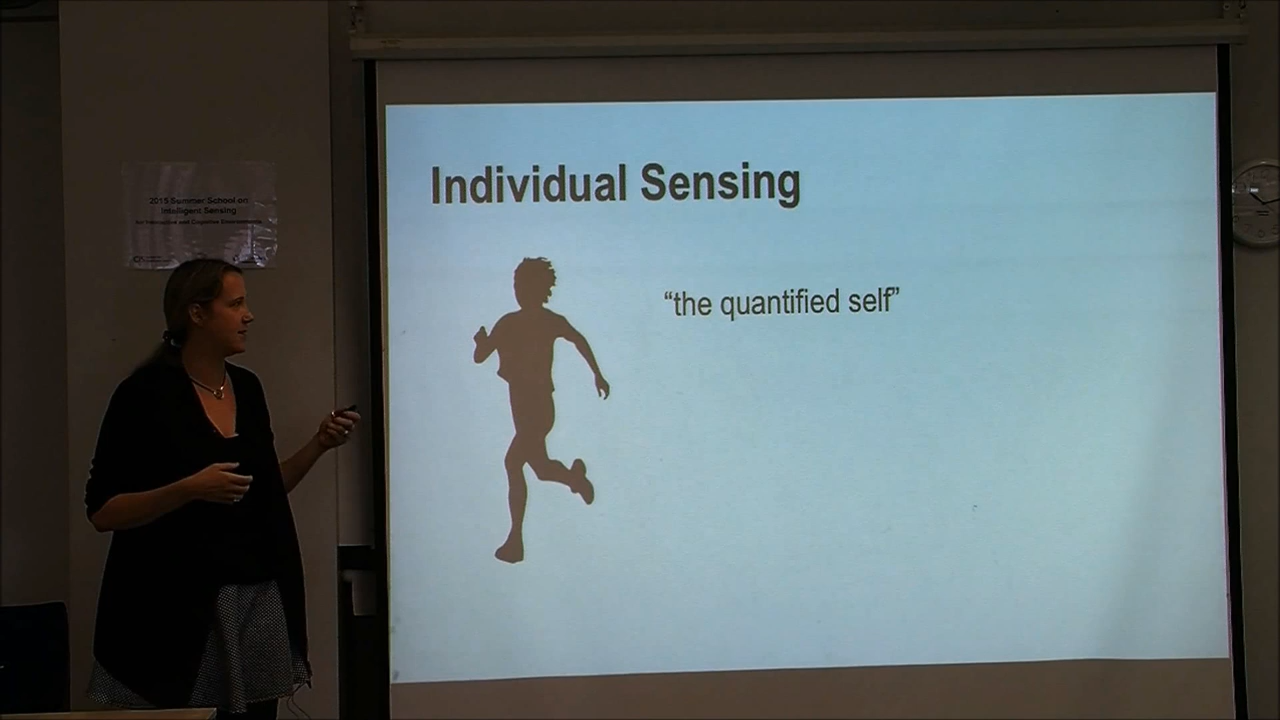 2015 Summer School on
Intelligent Sensing
Individual Sensing
“the quantified self”